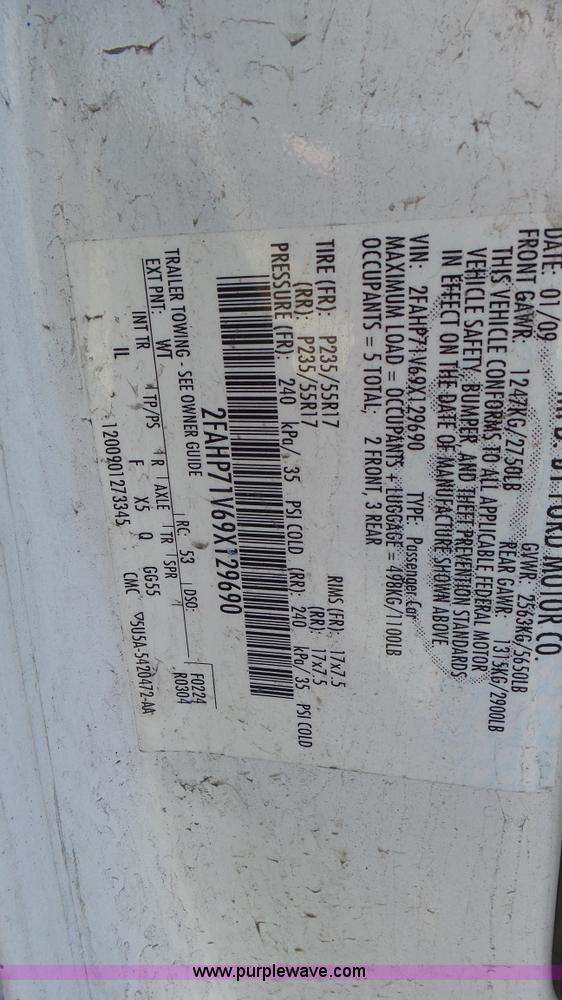 MFD. BY FORD MOTOR CO.
DATE: 01/09 GVWR: 2563KG/5650LB
FRONT GAWR: 1247KG/2750LB REAR GAWR: 1315KG/2900LB
THIS VEHICLE CONFORMS TO ALL APPLICABLE FEDERAL MOTOR
VEHICLE SAFETY, BUMPER, AND THEFT PREVENTION STANDARDS
IN EFFECT ON THE DATE OF MANUFACTURE SHOWN ABOVE
VIN: 2FAHP71V69X129690 TYPE: Passenger Car
MAXIMUM LOAD = OCCUPANTS + LUGGAGE = 498KG/1100LB
OCCUPANTS = 5 TOTAL; 2 FRONT, 3 REAR
TIRE (FR): P235/55R17 RIMS (FR): 17x7.5
(RR): P235/55R17 (RR): 17x7.5
PRESSURE (FR): 240 kPa/ 35 PSI COLD (RR): 240 kPa/ 35 PSI COLD
2FAHP71V69X129690
TRAILER TOWING - SEE OWNER GUIDE
EXT PNT: WT RC: 53 DSO: F0224
R0304
INT TR TP/PS R AXLE TR SPR
IL F X5 Q GG55
1200901273345 CMC 5U5A-5420472-AA
www.purplewave.com